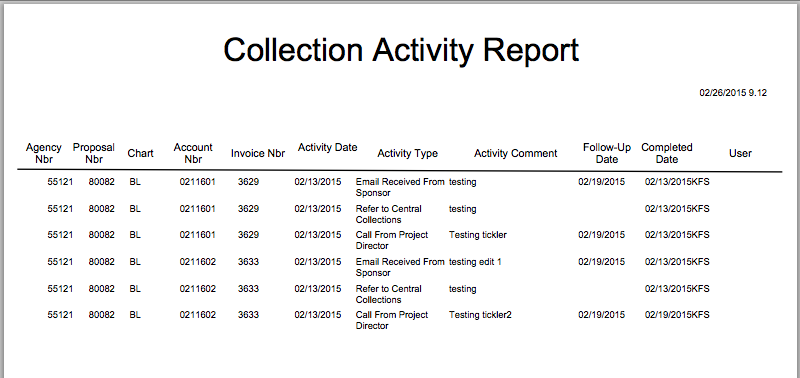 Collection Activity Report
02/26/2015 9.12
Agency Nbr Proposal Nbr Chart Account Nbr Invoice Nbr Activity Date Activity Type Activity Comment Follow-Up Date Completed Date User
55121 80082 BL 0211601 3629 02/13/2015 Email Received From Sponsor testing 02/19/2015 02/13/2015KFS
55121 80082 BL 0211601 3629 02/13/2015 Refer to Central Collections testing 02/13/2015KFS
55121 80082 BL 0211601 3629 02/13/2015 Call From Project Director Testing tickler 02/19/2015 02/13/2015KFS
55121 80082 BL 0211602 3633 02/13/2015 Email Received From Sponsor testing edit 1 02/19/2015 02/13/2015KFS
55121 80082 BL 0211602 3633 02/13/2015 Refer to Central Collections testing 02/13/2015KFS
55121 80082 BL 0211602 3633 02/13/2015 Call From Project Director Testing tickler2 02/19/2015 02/19/2015KFS